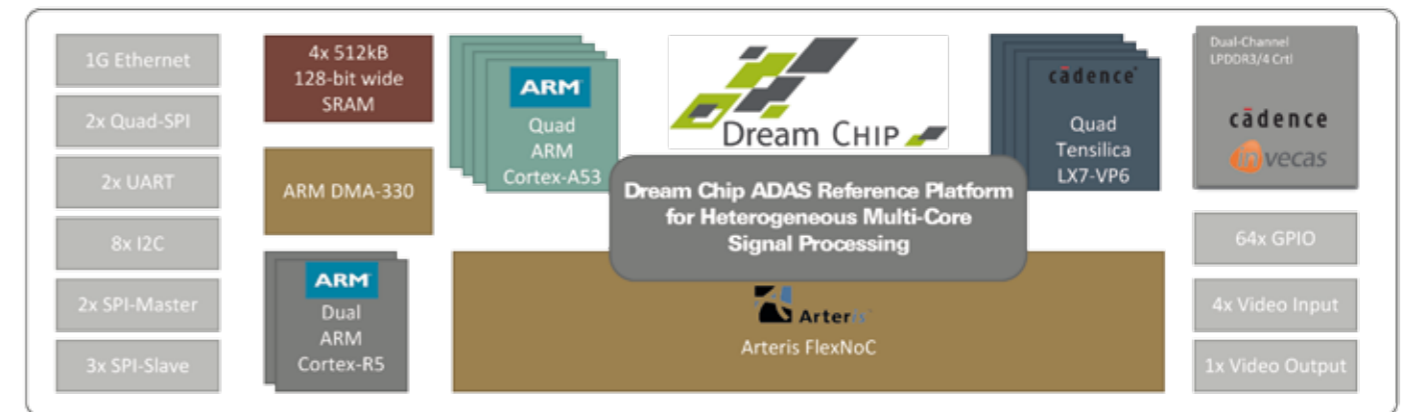 1G Ethernet
2x Quad-SPI
2x UART
8x I2C
2x SPI-Master
3x SPI-Slave
4x 512kB
128-bit wide
SRAM
ARM DMA-330
ARM
Dual
ARM
Cortex-R5
ARM
Quad
ARM
Cortex-A53
Dream Chip
Dream Chip ADAS Reference Platform
for Heterogeneous Multi-Core
Signal Processing
Arteris
Arteris FlexNoC
cādence
Quad
Tensilica
LX7-VP6
Dual-Channel
LPDDR3/4 Crtl
cādence
invecas
64x GPIO
4x Video Input
1x Video Output